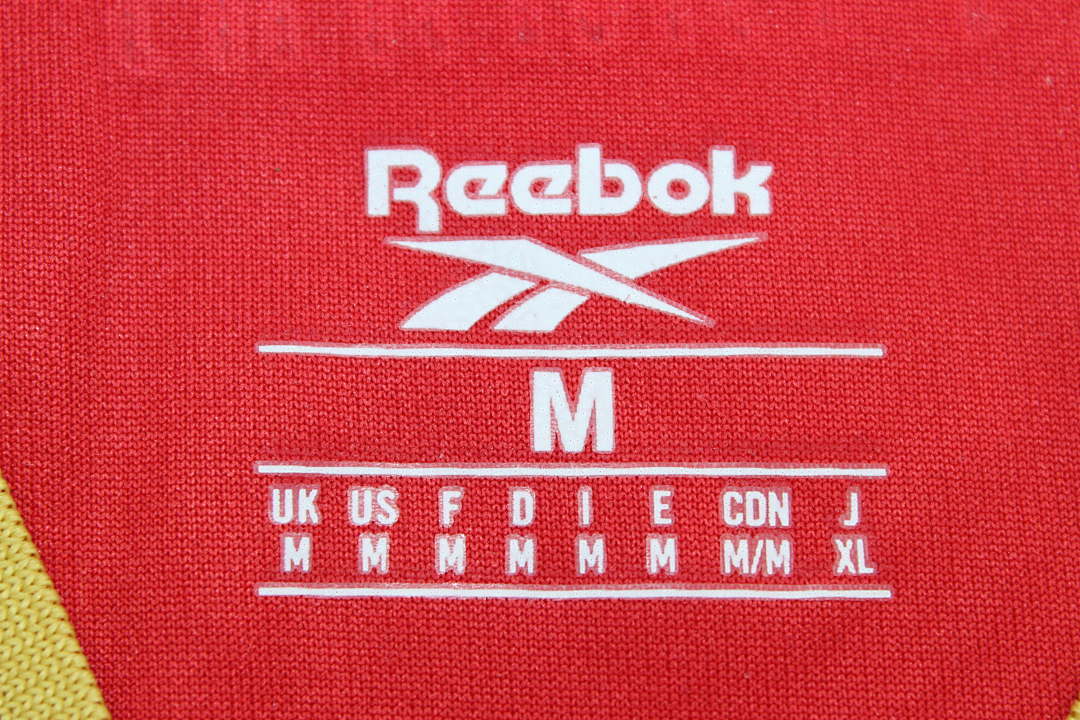 Reebok
M
UK US F D I E CDN J
M M M M M M M/M XL